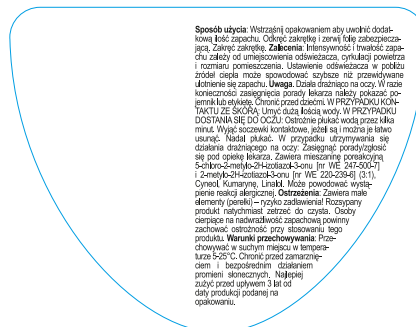 Sposób użycia: Wstrząśnij opakowaniem aby uwolnić dodat-
kową ilość zapachu. Odkręć zakrętkę i zerwij folię zabezpiecza-
jącą, Zakręć zakrętkę. Zalecenia: Intensywność i trwałość zapa-
chu zależy od umiejscowienia odświeżacza, cyrkulacji powietrza
i rozmiaru pomieszczenia. Ustawienie odświeżacza w pobliżu
źródeł ciepła może spowodować szybsze niż przewidywane
ulotnienie się zapachu. Uwaga. Działa drażniąco na oczy. W razie
konieczności zasięgnięcia porady lekarza należy pokazać po-
jemnik lub etykietę. Chronić przed dziećmi. W PRZYPADKU KON-
TAKTU ZE SKÓRĄ: Umyć dużą ilością wody. W PRZYPADKU
DOSTANIA SIĘ DO OCZU: Ostrożnie płukać wodą przez kilka
minut. Wyjąć soczewki kontaktowe, jeżeli są i można je łatwo
usunąć. Nadal płukać. W przypadku utrzymywania się
działania drażniącego na oczy: Zasięgnąć porady/zgłosić
się pod opiekę lekarza. Zawiera mieszaninę poreakcyjną
5-chloro-2-metylo-2H-izotiazol-3-onu [nr WE 247-500-7]
i 2-metylo-2H-izotiazol-3-onu [nr WE 220-239-6] (3:1),
Cyneol, Kumarynę, Linalol. Może powodować wystą-
pienie reakcji alergicznej. Ostrzeżenia: Zawiera małe
elementy (perełki) – ryzyko zadławienia! Rozsypany
produkt natychmiast zetrzeć do czysta. Osoby
cierpiące na nadwrażliwość zapachową powinny
zachować ostrożność przy stosowaniu tego
produktu. Warunki przechowywania: Prze-
chowywać w suchym miejscu w tempera-
turze 5-25°C. Chronić przed zamarznię-
ciem i bezpośrednim działaniem
promieni słonecznych. Najlepiej
zużyć przed upływem 3 lat od
daty produkcji podanej na
opakowaniu.